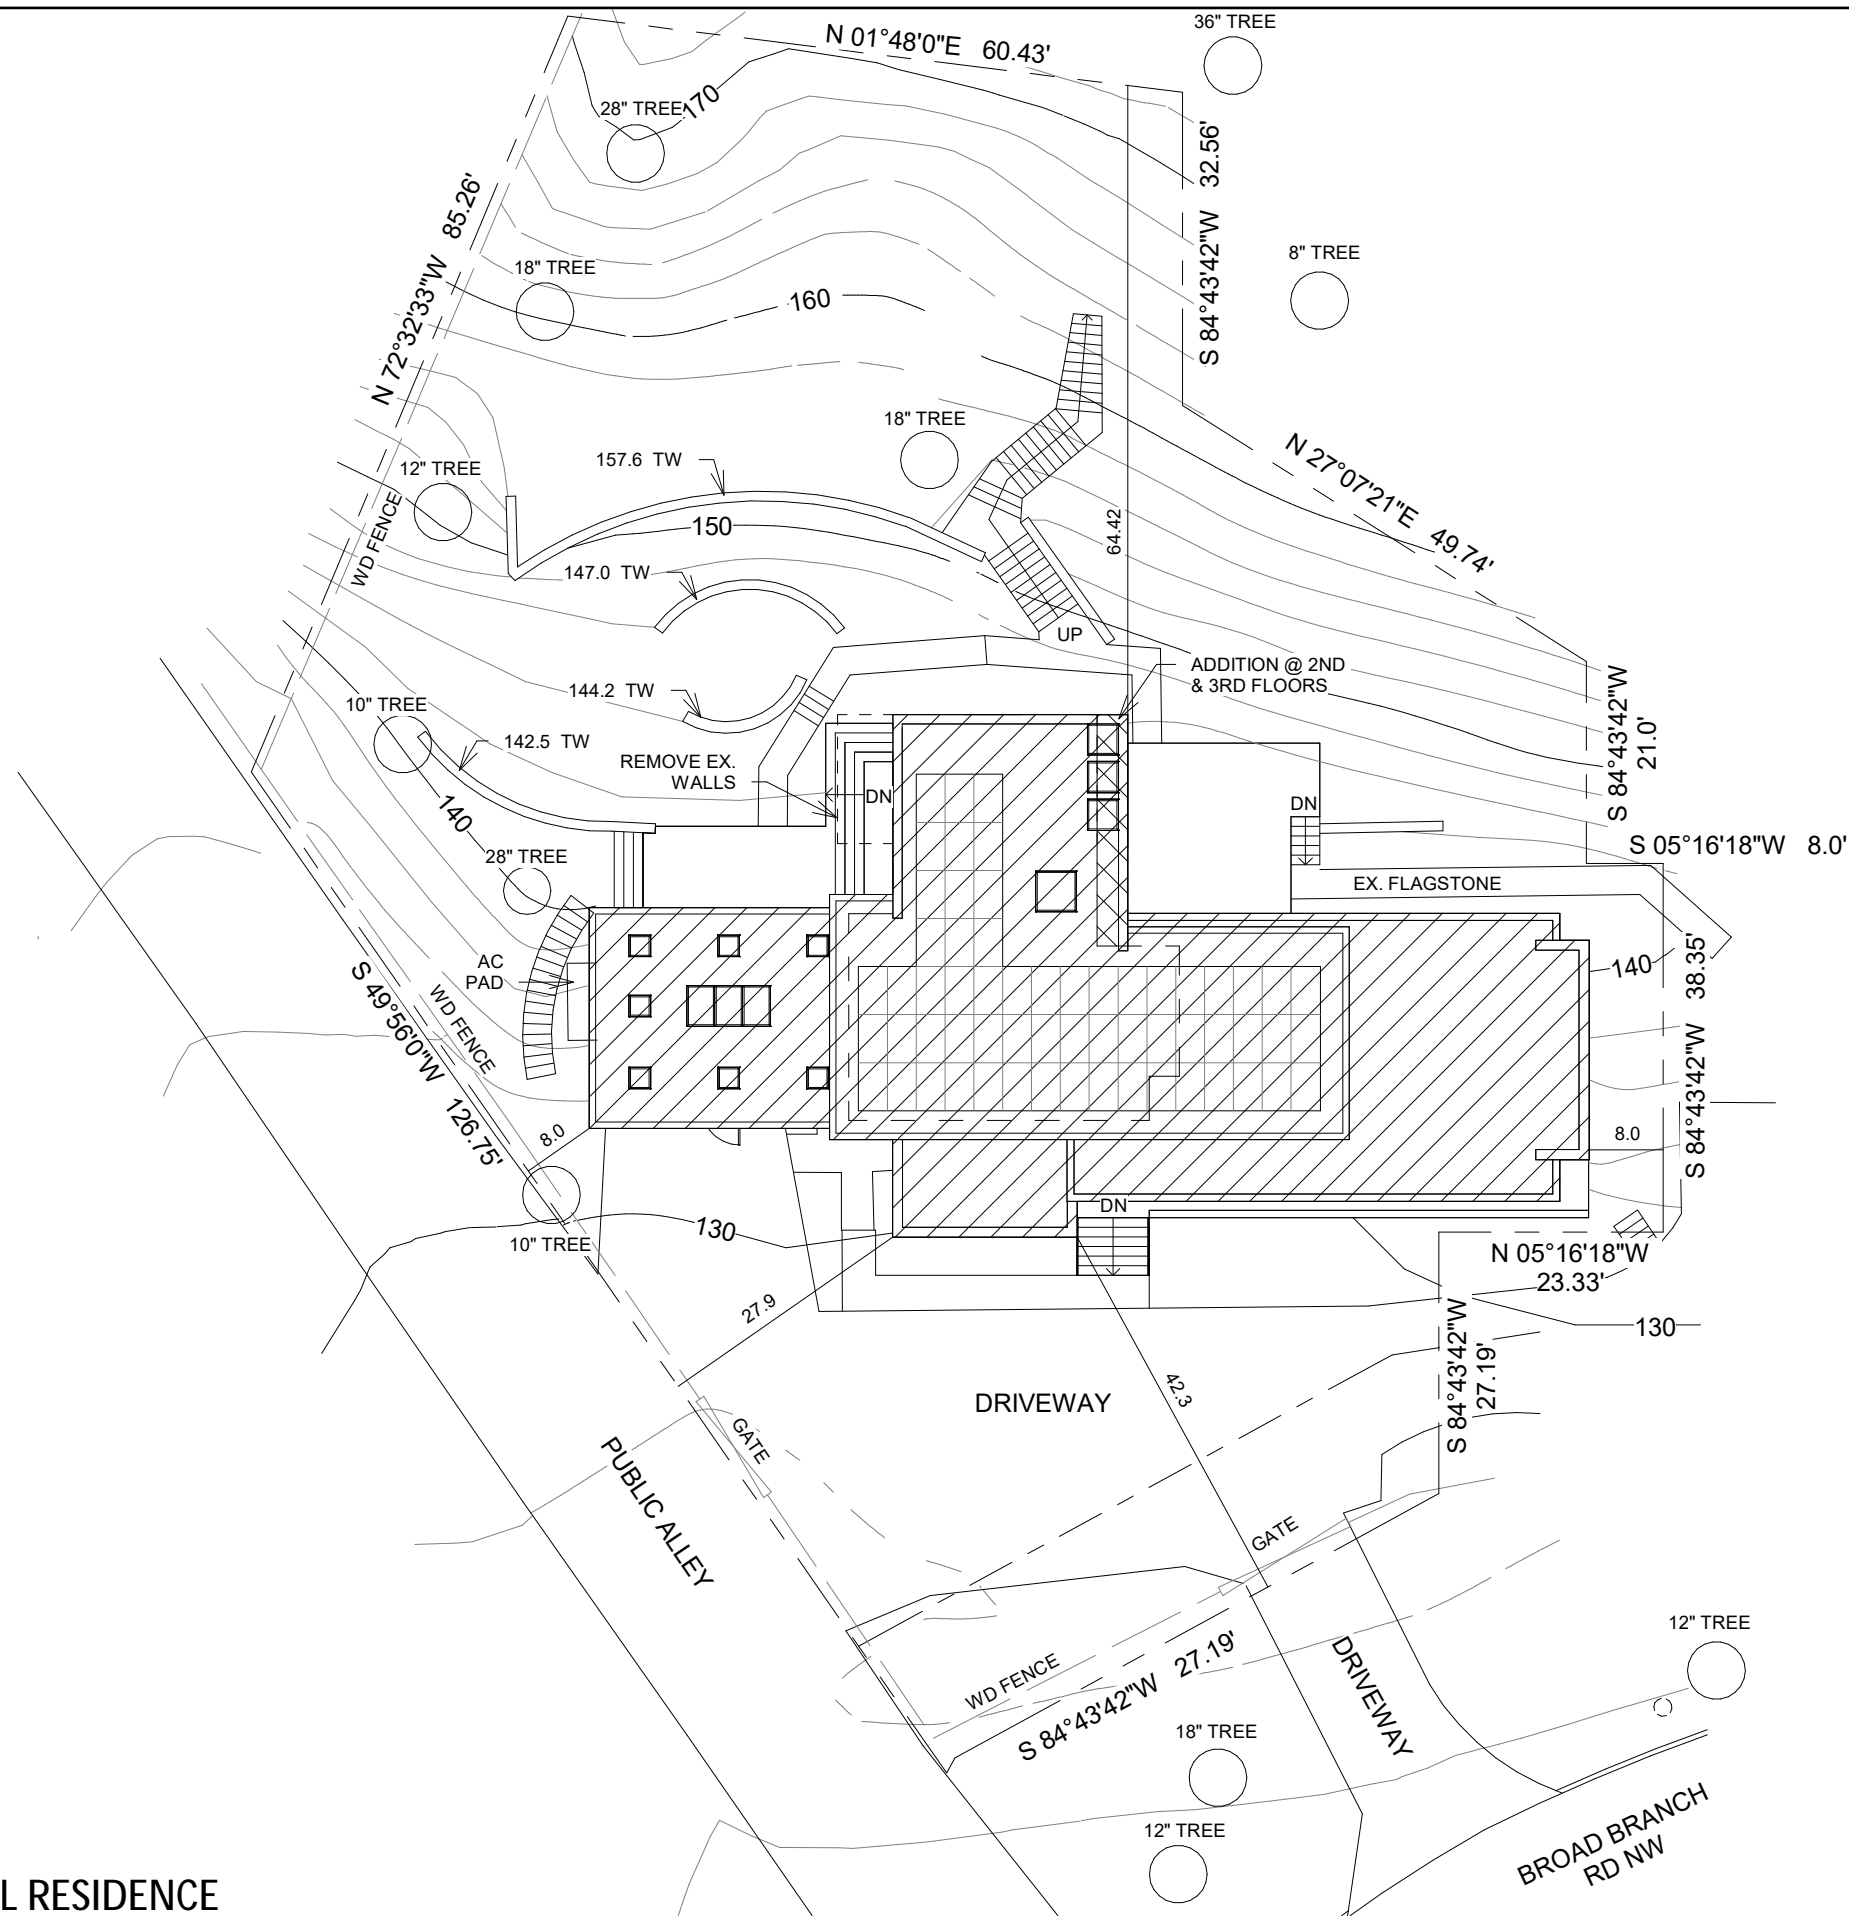 36" TREE
N 01°48'0"E 60.43'
28" TREE
170
S 84°43'42"W 32.56'
N 72°32'33"W 85.26'
8" TREE
18" TREE
160
18" TREE
N 27°07'21"E 49.74'
157.6 TW
12" TREE
WD FENCE
150
64.42
147.0 TW
UP
ADDITION @ 2ND
& 3RD FLOORS
144.2 TW
10" TREE
S 84°43'42"W
21.0'
142.5 TW
REMOVE EX.
WALLS
DN
DN
140
S 05°16'18"W 8.0'
28" TREE
EX. FLAGSTONE
AC
PAD
140
S 84°43'42"W 38.35'
WD FENCE
S 49°56'0"W 126.75'
8.0
8.0
DN
130
10" TREE
N 05°16'18"W
23.33'
27.9
130
S 84°43'42"W
27.19'
42.3
DRIVEWAY
GATE
PUBLIC ALLEY
GATE
12" TREE
WD FENCE
S 84°43'42"W 27.19'
DRIVEWAY
18" TREE
12" TREE
BROAD BRANCH
RD NW
L RESIDENCE